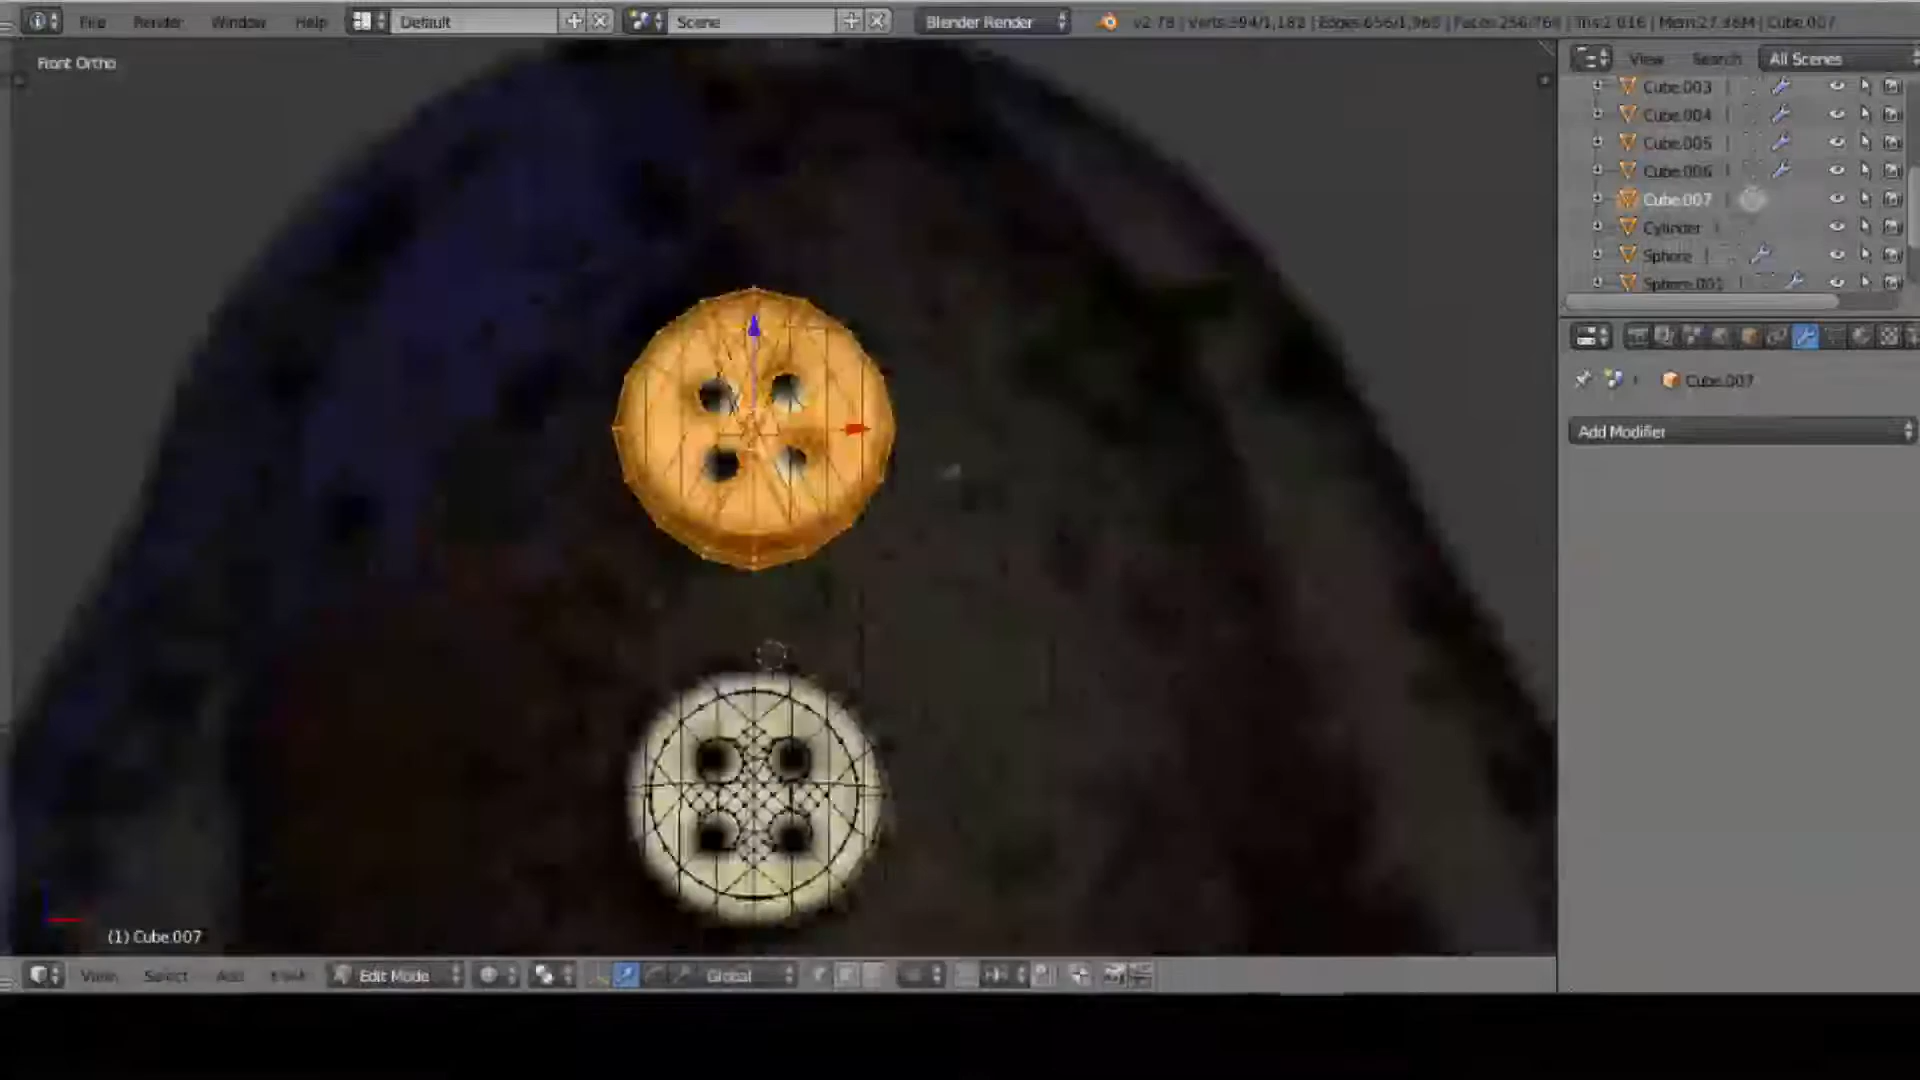 File Render Window Help Default Scene Blender Render v2.78 | Verts:394/1,182 | Edges:656/1,968 | Faces:256/768 | Tris:2,016 | Mem:27.36M | Cube.007
Front Ortho
View Search All Scenes
Cube.003
Cube.004
Cube.005
Cube.006
Cube.007
Cylinder
Sphere
Sphere.001
Cube.007
Add Modifier
(1) Cube.007
View Select Add Mesh Edit Mode Global